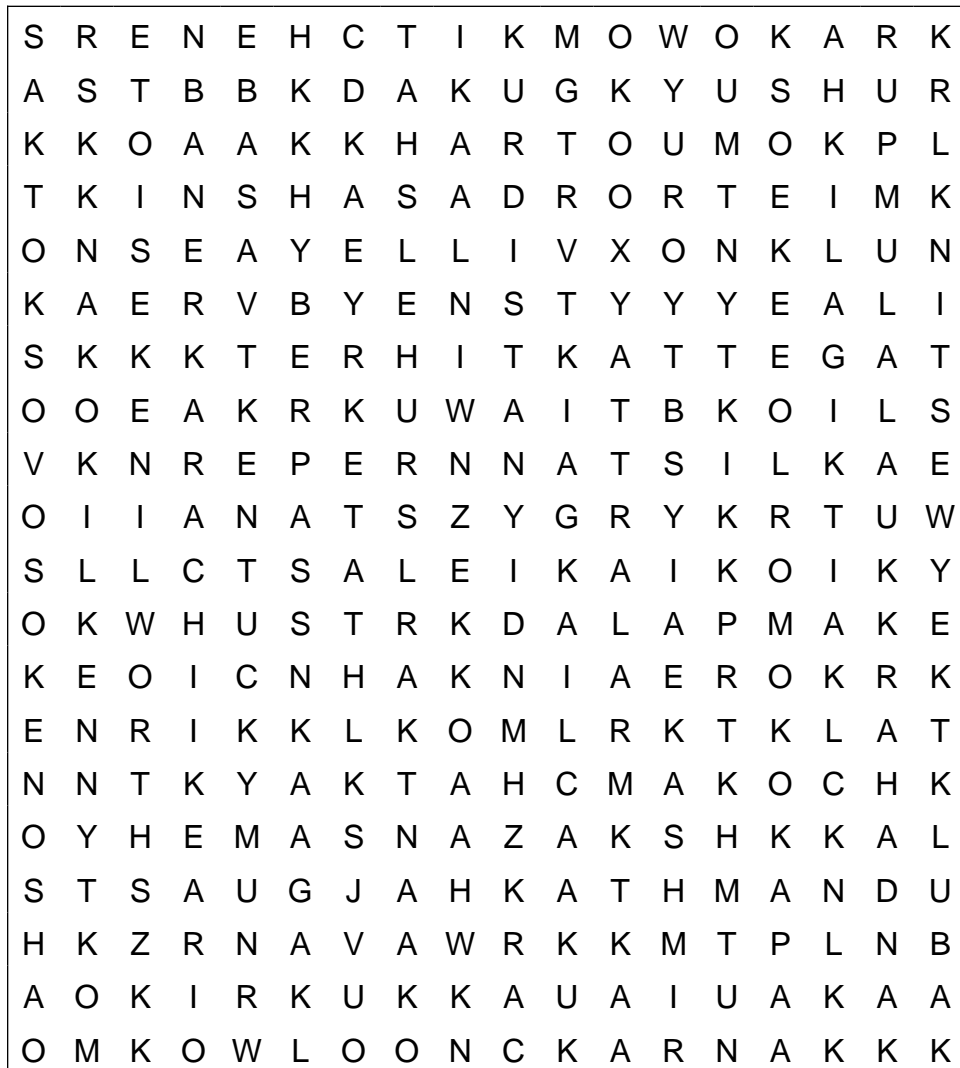 S R E N E H C T I K M O W O K A R K
A S T B B K D A K U G K Y U S H U R
K K O A A K K H A R T O U M O K P L
T K I N S H A S A D R O R T E I M K
O N S E A Y E L L I V X O N K L U N
K A E R V B Y E N S T Y Y Y E A L I
S K K K T E R H I T K A T T E G A T
O O E A K R K U W A I T B K O I L S
V K N R E P E R N N A T S I L K A E
O I I A N A T S Z Y G R Y K R T U W
S L L C T S A L E I K A I K O I K Y
O K W H U S T R K D A L A P M A K E
K E O I C N H A K N I A E R O K R K
E N R I K K L K O M L R K T K L A T
N N T K Y A K T A H C M A K O C H K
O Y H E M A S N A Z A K S H K K A L
S T S A U G J A H K A T H M A N D U
H K Z R N A V A W R K K M T P L N B
A O K I R K U K K A U A I U A K A A
O M K O W L O O N C K A R N A K K K